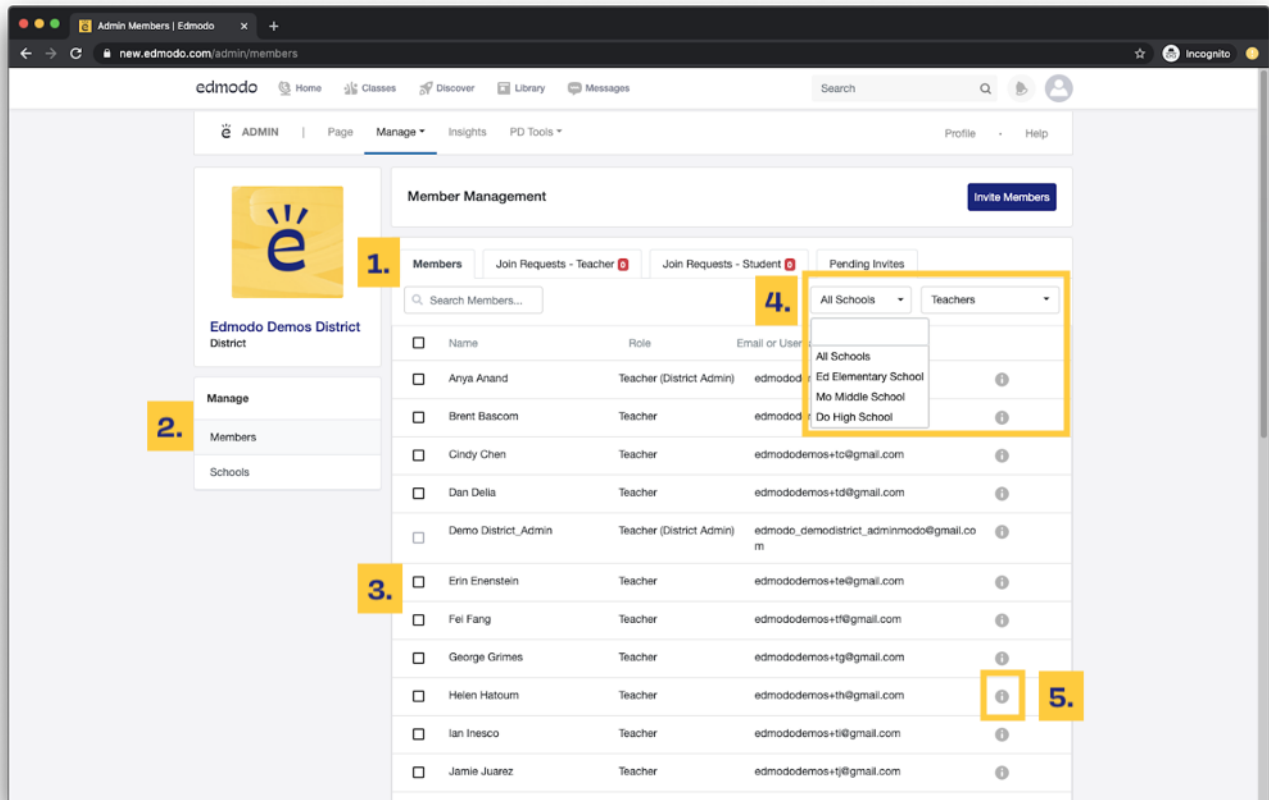 Admin Members | Edmodo
new.edmodo.com/admin/members
Incognito
edmodo Home Classes Discover Library Messages Search
ë ADMIN | Page Manage Insights PD Tools Profile · Help
ë
Edmodo Demos District
District
Member Management
Invite Members
1.
Members Join Requests - Teacher 0 Join Requests - Student 0 Pending Invites
Search Members...
4.
All Schools Teachers
All Schools
Ed Elementary School
Mo Middle School
Do High School
2.
Manage
Members
Schools
Name Role Email or User
Anya Anand Teacher (District Admin) edmodode
Brent Bascom Teacher edmodode
Cindy Chen Teacher edmododemos+tc@gmail.com
Dan Delia Teacher edmododemos+td@gmail.com
Demo District_Admin Teacher (District Admin) edmodo_demodistrict_adminmodo@gmail.co
m
3.
Erin Enenstein Teacher edmododemos+te@gmail.com
Fei Fang Teacher edmododemos+tf@gmail.com
George Grimes Teacher edmododemos+tg@gmail.com
Helen Hatoum Teacher edmododemos+th@gmail.com
5.
Ian Inesco Teacher edmododemos+ti@gmail.com
Jamie Juarez Teacher edmododemos+tj@gmail.com